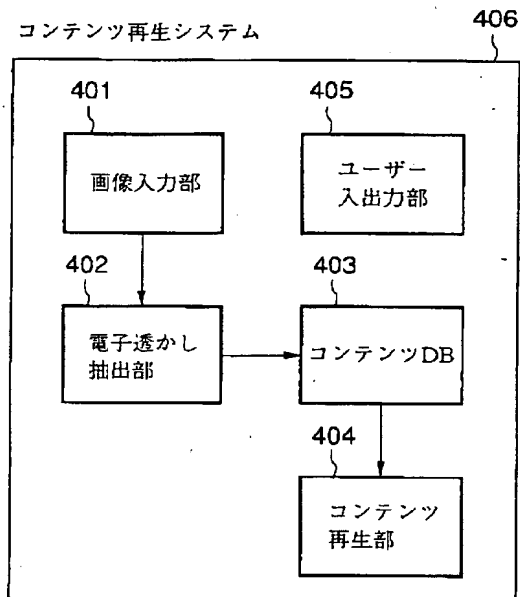 コンテンツ再生システム
406
401
405
画像入力部
ユーザー
入出力部
402
403
電子透かし
抽出部
コンテンツDB
404
コンテンツ
再生部